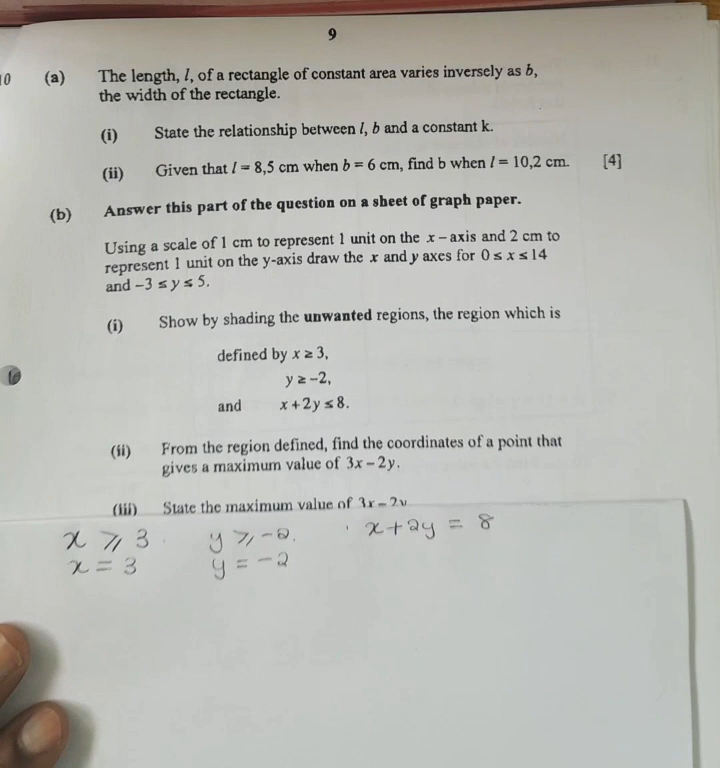 9
10 (a) The length, l, of a rectangle of constant area varies inversely as b,
the width of the rectangle.
(i) State the relationship between l, b and a constant k.
(ii) Given that l = 8,5 cm when b = 6 cm, find b when l = 10,2 cm. [4]
(b) Answer this part of the question on a sheet of graph paper.
Using a scale of 1 cm to represent 1 unit on the x – axis and 2 cm to
represent 1 unit on the y-axis draw the x and y axes for 0 ≤ x ≤ 14
and –3 ≤ y ≤ 5.
(i) Show by shading the unwanted regions, the region which is
defined by x ≥ 3,
y ≥ –2,
and x + 2y ≤ 8.
(ii) From the region defined, find the coordinates of a point that
gives a maximum value of 3x – 2y.
(iii) State the maximum value of 3x – 2y
x ≥ 3 y ≥ -2. x + 2y = 8
x = 3 y = -2